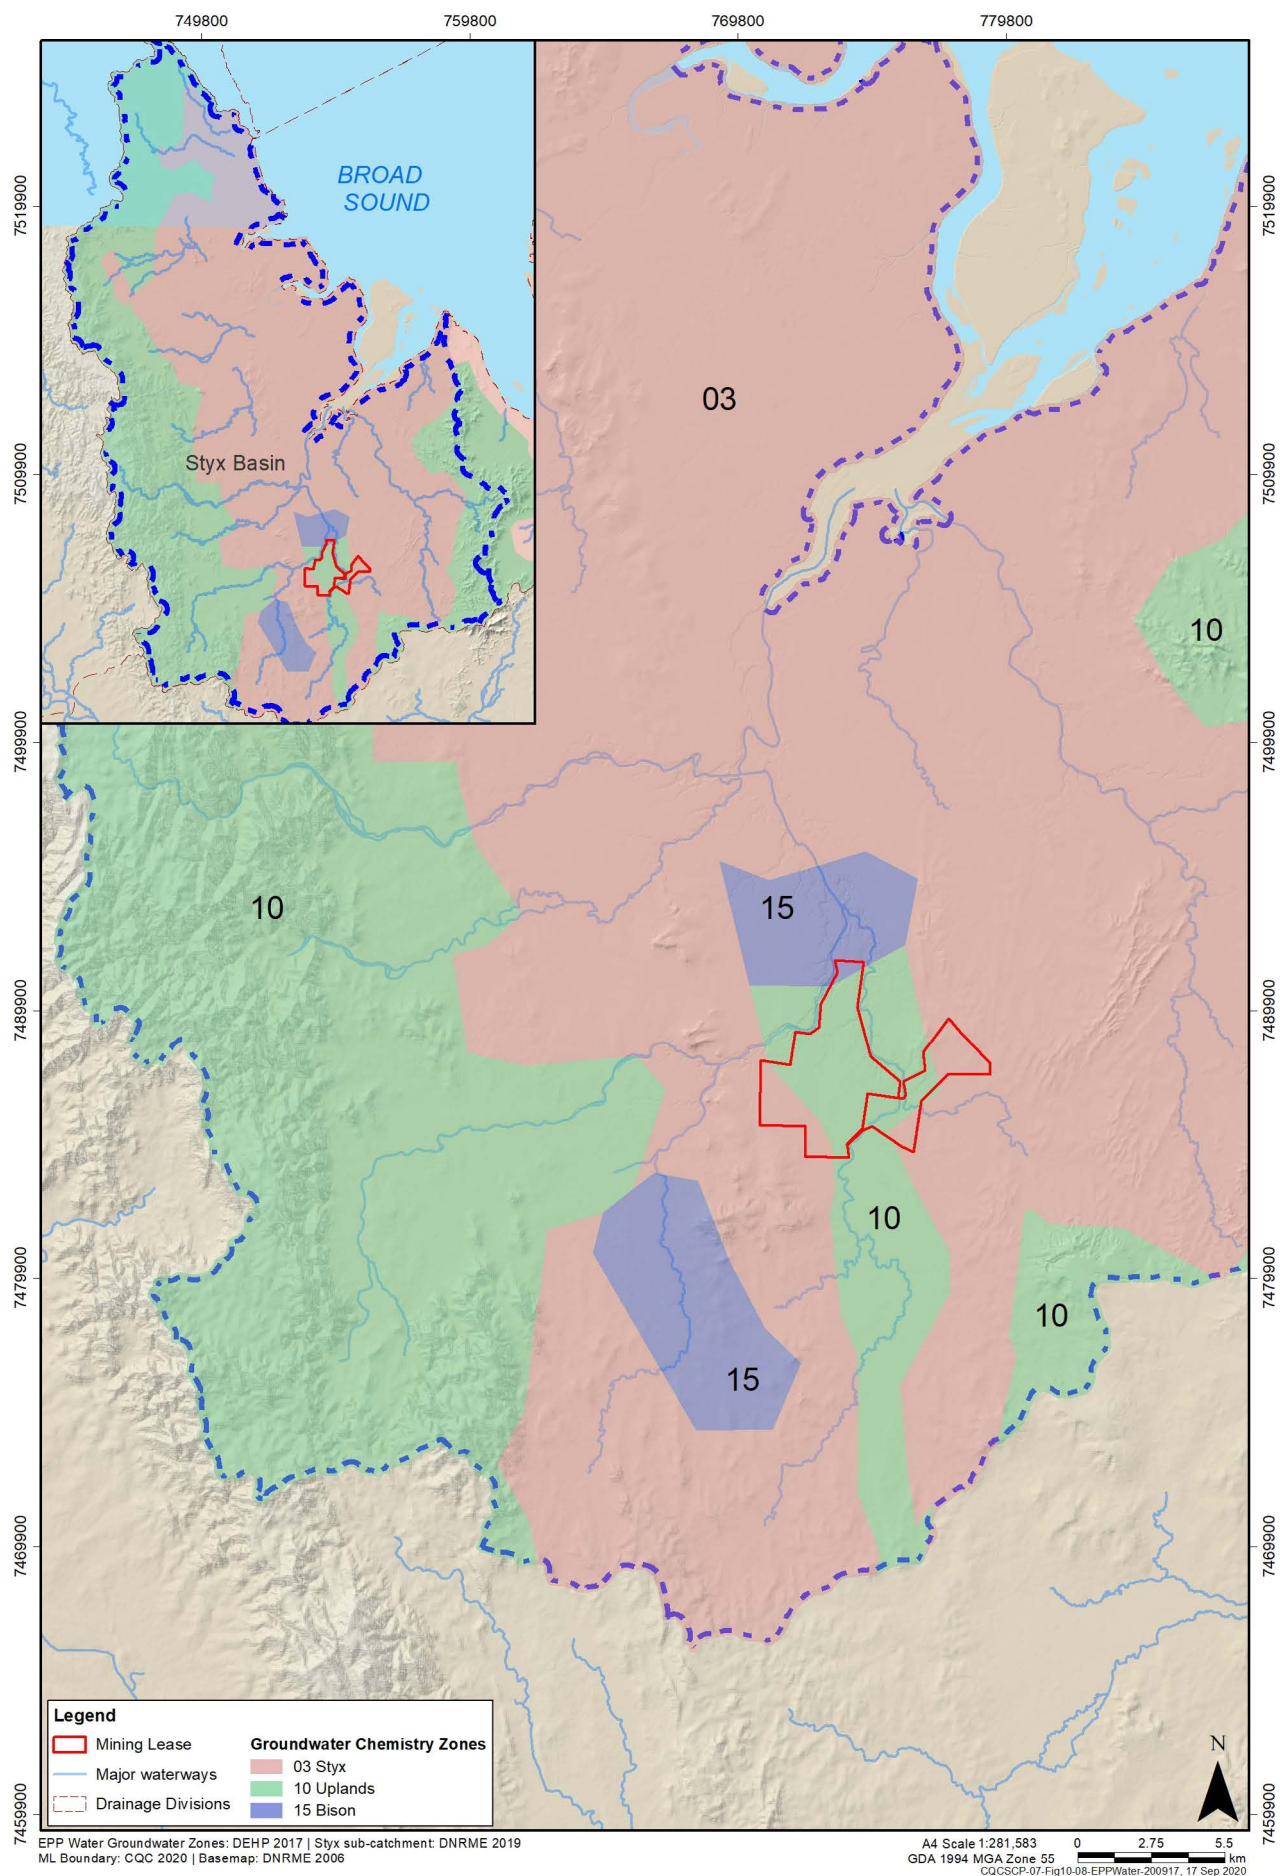 749800
759800
769800
779800
7519900
7519900
BROAD
SOUND
03
Styx Basin
7509900
7509900
10
7499900
7499900
10
15
7489900
7489900
10
7479900
7479900
10
15
7469900
7469900
Legend
Mining Lease
Major waterways
Drainage Divisions
Groundwater Chemistry Zones
03 Styx
10 Uplands
15 Bison
N
7459900
7459900
EPP Water Groundwater Zones: DEHP 2017 | Styx sub-catchment: DNRME 2019
ML Boundary: CQC 2020 | Basemap: DNRME 2006
A4 Scale 1:281,583
0 2.75 5.5
GDA 1994 MGA Zone 55
km
CQCSCP-07-Fig10-08-EPPWater-200917, 17 Sep 2020